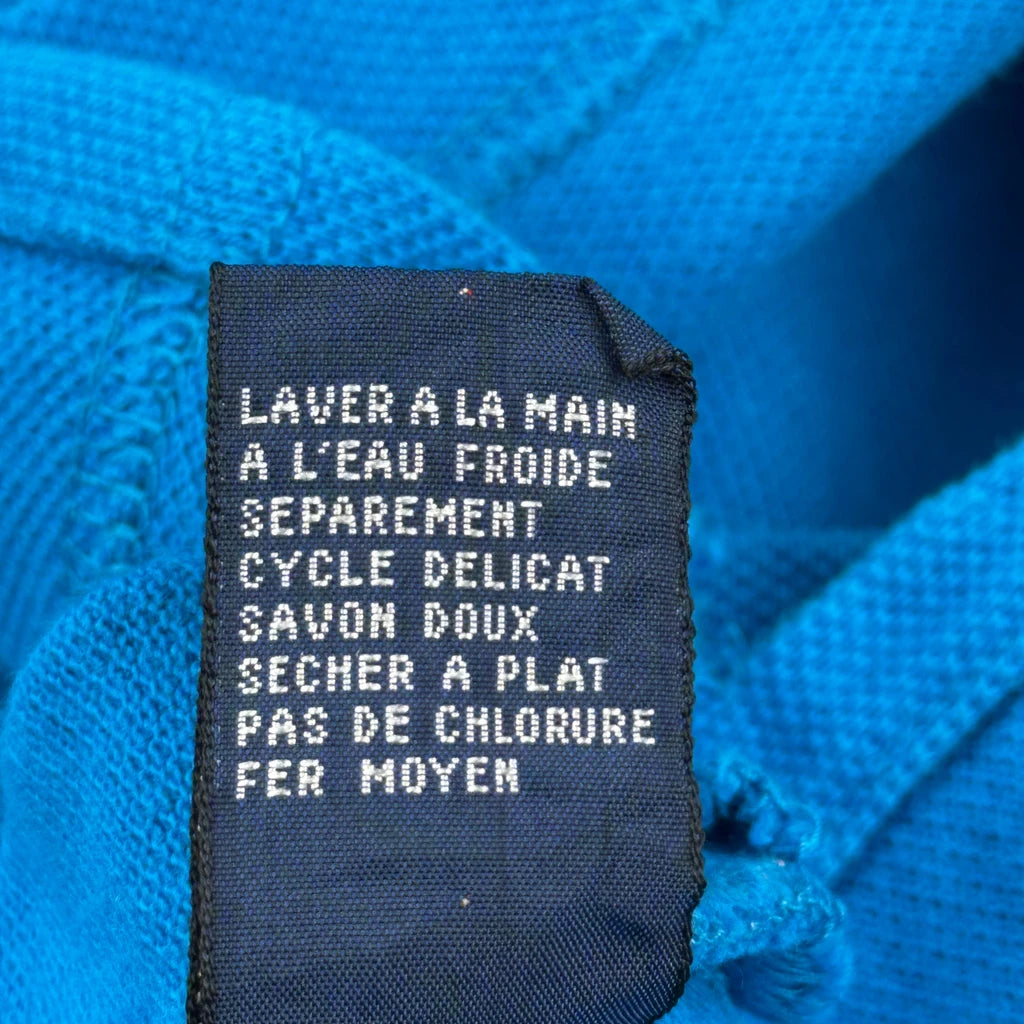 LAVER A LA MAIN
A L'EAU FROIDE
SEPAREMENT
CYCLE DELICAT
SAVON DOUX
SECHER A PLAT
PAS DE CHLORURE
FER MOYEN